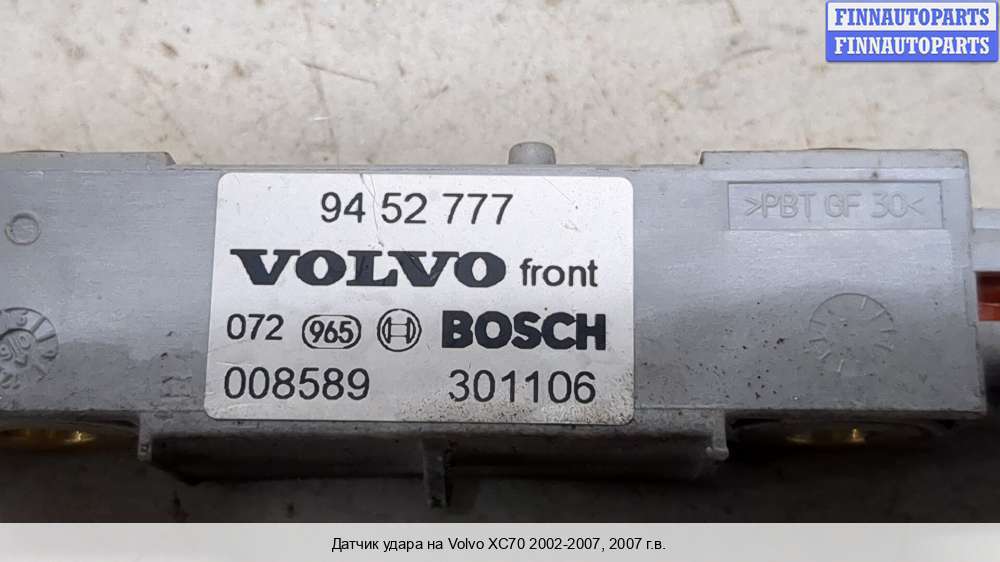 FINNAUTOPARTS
FINNAUTOPARTS
94 52 777
>PBT GF 30<
VOLVO front
072 965 BOSCH
008589 301106
Датчик удара на Volvo XC70 2002-2007, 2007 г.в.